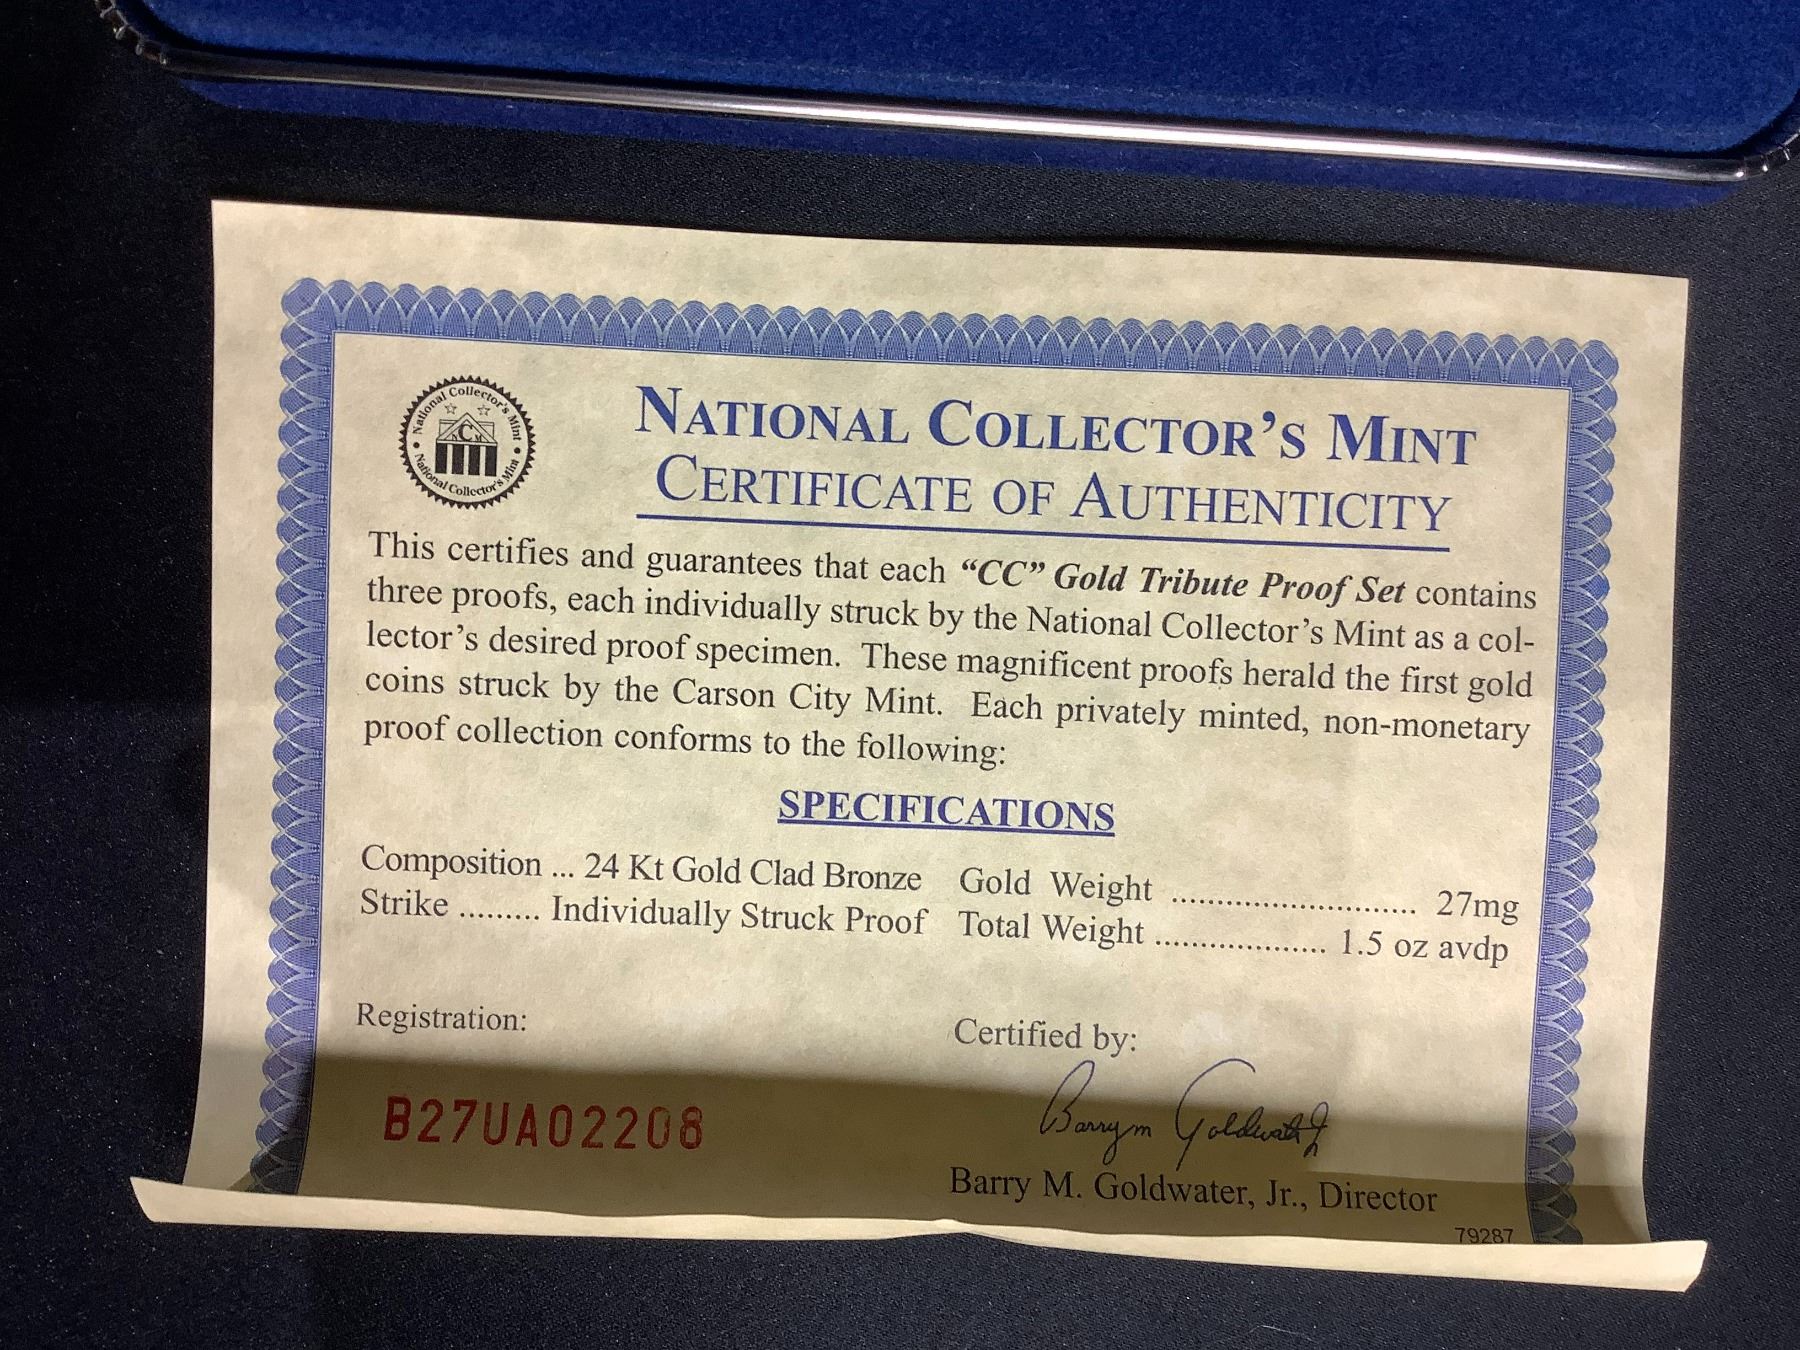 National Collector's Mint
NCM
National Collector's Mint
NATIONAL COLLECTOR'S MINT
CERTIFICATE OF AUTHENTICITY
This certifies and guarantees that each "CC" Gold Tribute Proof Set contains
three proofs, each individually struck by the National Collector's Mint as a col-
lector's desired proof specimen. These magnificent proofs herald the first gold
coins struck by the Carson City Mint. Each privately minted, non-monetary
proof collection conforms to the following:
SPECIFICATIONS
Composition ... 24 Kt Gold Clad Bronze Gold Weight ........................... 27mg
Strike ......... Individually Struck Proof Total Weight ................... 1.5 oz avdp
Registration: Certified by:
B27UA02208 Barry M Goldwater Jr
Barry M. Goldwater, Jr., Director
79287